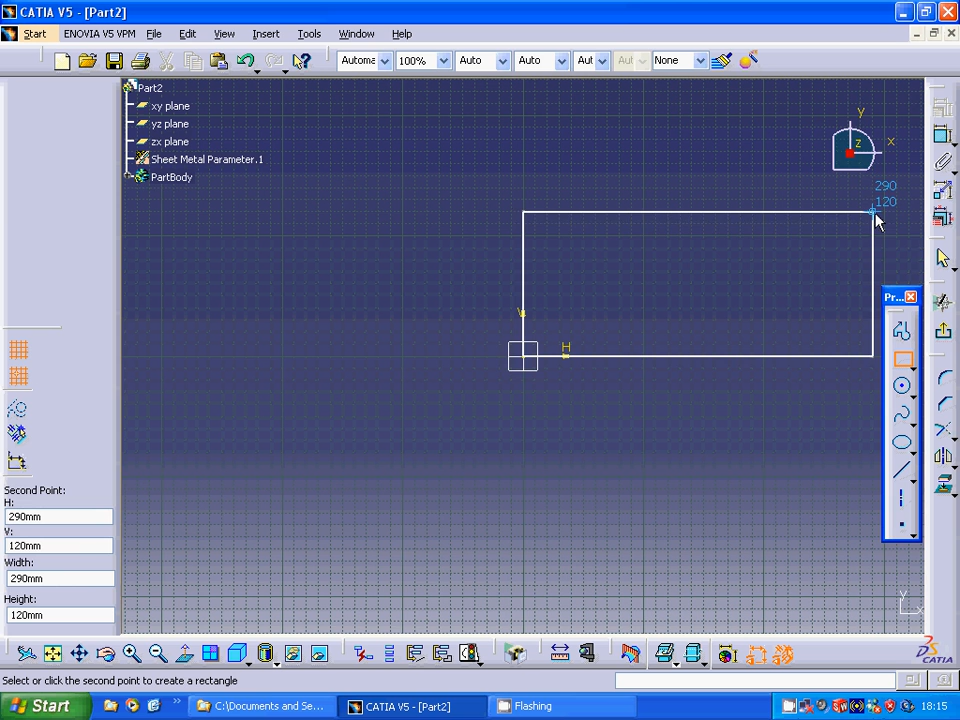 CATIA V5 - [Part2]
Start ENOVIA V5 VPM File Edit View Insert Tools Window Help
Automa 100% Auto Auto Aut Aut None
Part2
xy plane
yz plane
zx plane
Sheet Metal Parameter.1
PartBody
y
x
z
290
120
V
H
Pr...
Second Point:
H:
290mm
V:
120mm
Width:
290mm
Height:
120mm
y
x
CATIA
Select or click the second point to create a rectangle
Start C:\Documents and Se... CATIA V5 - [Part2] Flashing 18:15